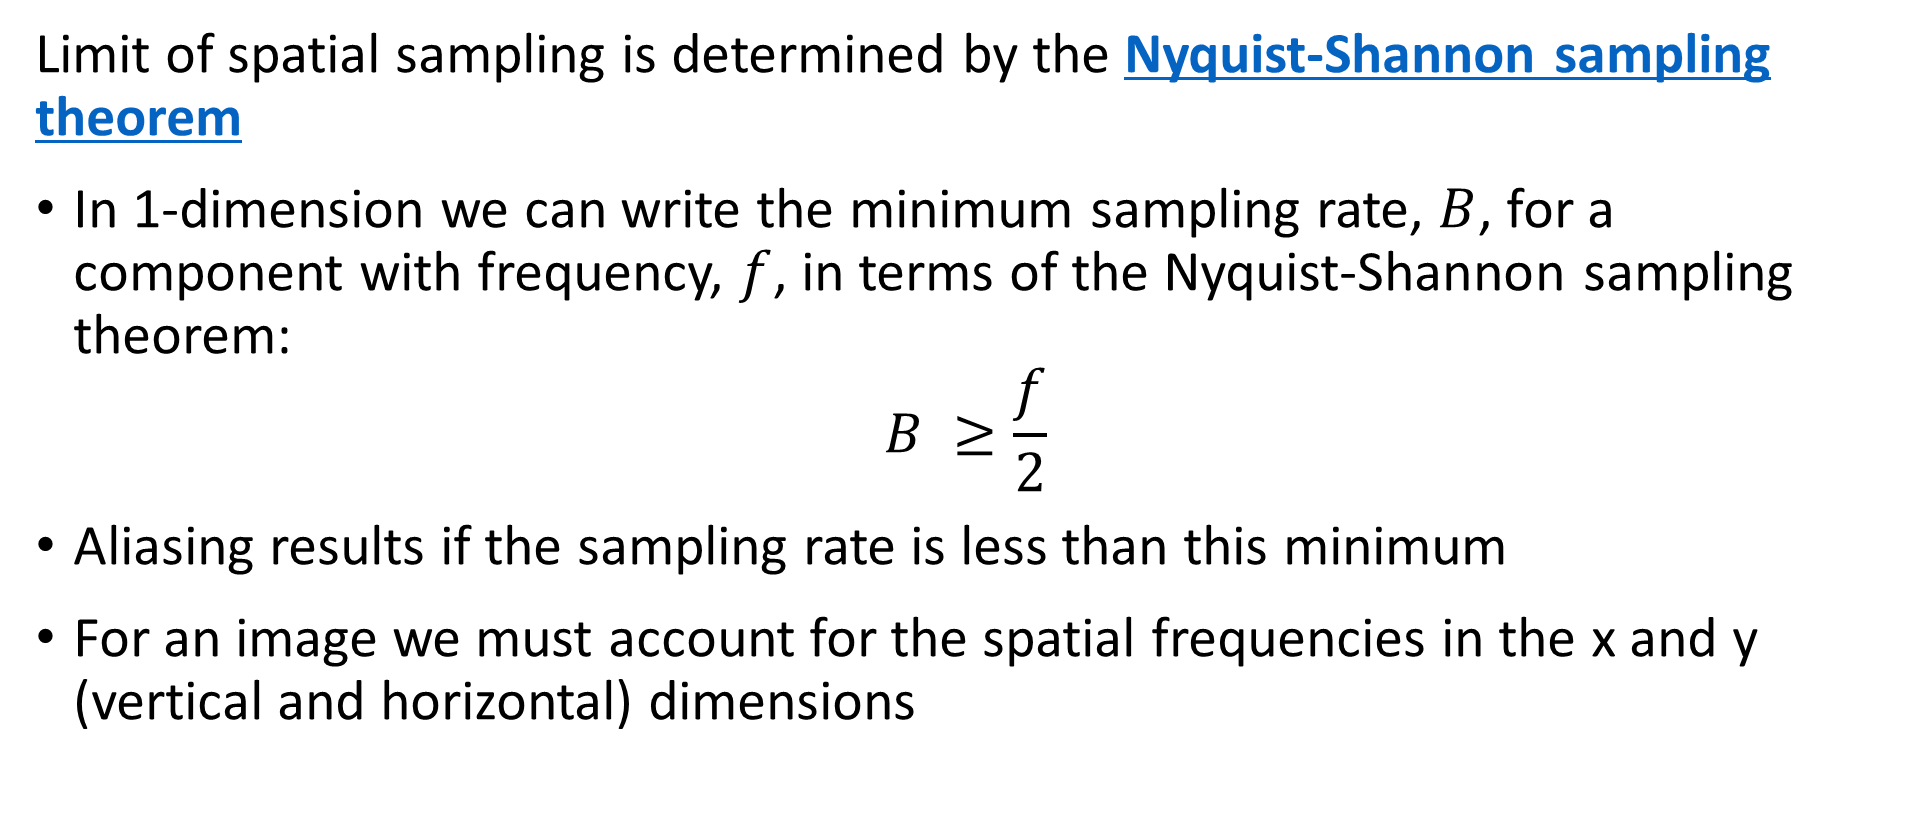 Limit of spatial sampling is determined by the Nyquist-Shannon sampling
theorem
• In 1-dimension we can write the minimum sampling rate, B, for a
component with frequency, f, in terms of the Nyquist-Shannon sampling
theorem:
B ≥ f/2
• Aliasing results if the sampling rate is less than this minimum
• For an image we must account for the spatial frequencies in the x and y
(vertical and horizontal) dimensions